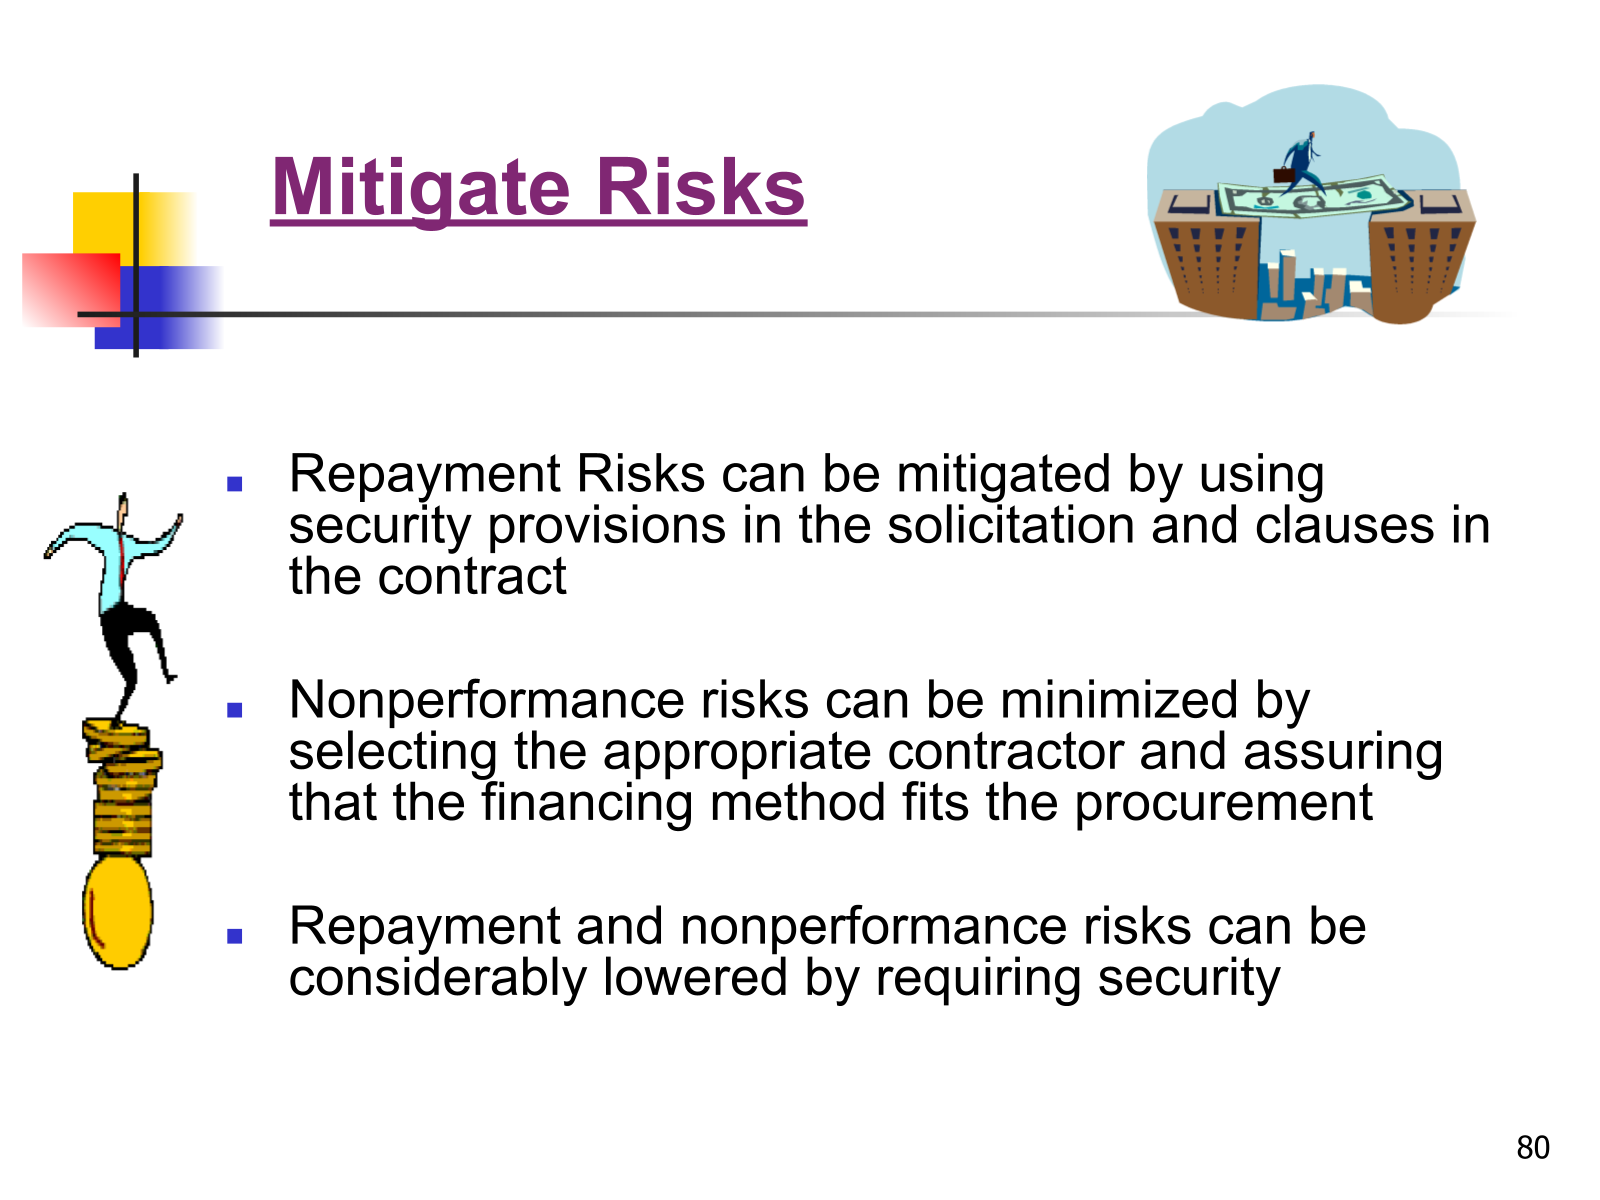 Mitigate Risks
Repayment Risks can be mitigated by using
security provisions in the solicitation and clauses in
the contract
Nonperformance risks can be minimized by
selecting the appropriate contractor and assuring
that the financing method fits the procurement
Repayment and nonperformance risks can be
considerably lowered by requiring security
80